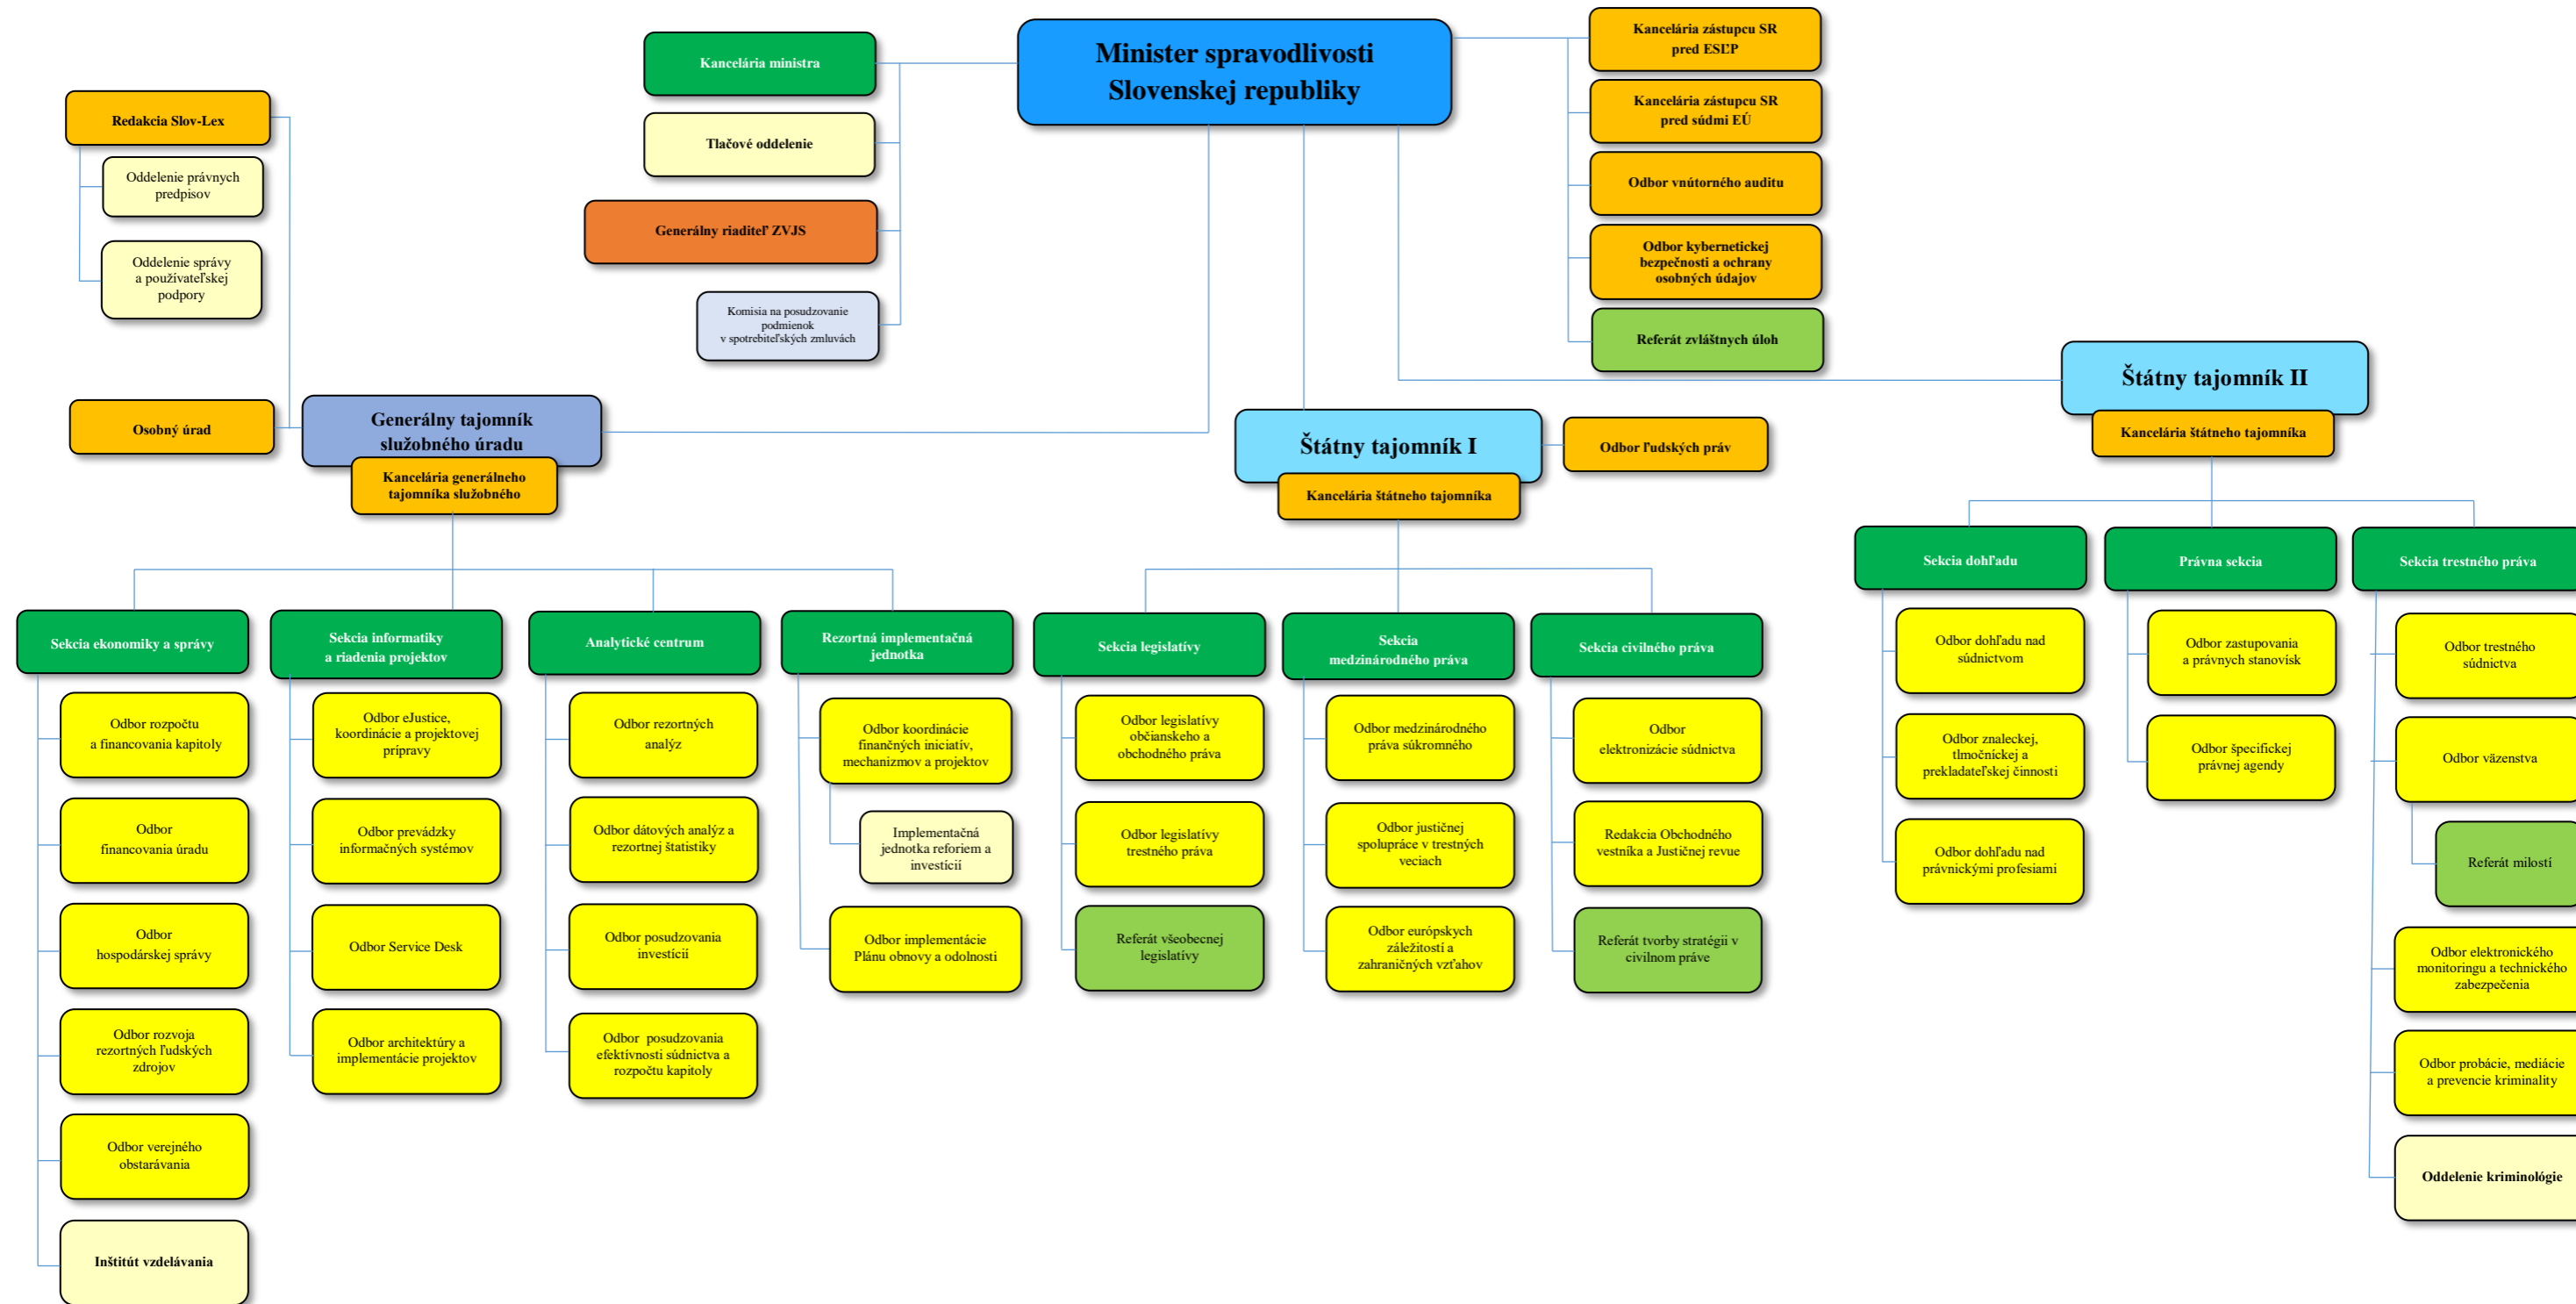 Minister spravodlivosti
Slovenskej republiky
Kancelária ministra
Tlačové oddelenie
Generálny riaditeľ ZVJS
Komisia na posudzovanie
podmienok
v spotrebiteľských zmluvách
Kancelária zástupcu SR
pred ESĽP
Kancelária zástupcu SR
pred súdmi EÚ
Odbor vnútorného auditu
Odbor kybernetickej
bezpečnosti a ochrany
osobných údajov
Referát zvláštnych úloh
Redakcia Slov-Lex
Oddelenie právnych
predpisov
Oddelenie správy
a používateľskej
podpory
Osobný úrad
Generálny tajomník
služobného úradu
Kancelária generálneho
tajomníka služobného
Štátny tajomník I
Kancelária štátneho tajomníka
Odbor ľudských práv
Štátny tajomník II
Kancelária štátneho tajomníka
Sekcia ekonomiky a správy
Odbor rozpočtu
a financovania kapitoly
Odbor
financovania úradu
Odbor
hospodárskej správy
Odbor rozvoja
rezortných ľudských
zdrojov
Odbor verejného
obstarávania
Inštitút vzdelávania
Sekcia informatiky
a riadenia projektov
Odbor eJustice,
koordinácie a projektovej
prípravy
Odbor prevádzky
informačných systémov
Odbor Service Desk
Odbor architektúry a
implementácie projektov
Analytické centrum
Odbor rezortných
analýz
Odbor dátových analýz a
rezortnej štatistiky
Odbor posudzovania
investícií
Odbor  posudzovania
efektívnosti súdnictva a
rozpočtu kapitoly
Rezortná implementačná
jednotka
Odbor koordinácie
finančných iniciatív,
mechanizmov a projektov
Implementačná
jednotka reforiem a
investícií
Odbor implementácie
Plánu obnovy a odolnosti
Sekcia legislatívy
Odbor legislatívy
občianskeho a
obchodného práva
Odbor legislatívy
trestného práva
Referát všeobecnej
legislatívy
Sekcia
medzinárodného práva
Odbor medzinárodného
práva súkromného
Odbor justičnej
spolupráce v trestných
veciach
Odbor európskych
záležitostí a
zahraničných vzťahov
Sekcia civilného práva
Odbor
elektronizácie súdnictva
Redakcia Obchodného
vestníka a Justičnej revue
Referát tvorby stratégii v
civilnom práve
Sekcia dohľadu
Odbor dohľadu nad
súdnictvom
Odbor znaleckej,
tlmočníckej a
prekladateľskej činnosti
Odbor dohľadu nad
právnickými profesiami
Právna sekcia
Odbor zastupovania
a právnych stanovísk
Odbor špecifickej
právnej agendy
Sekcia trestného práva
Odbor trestného
súdnictva
Odbor väzenstva
Referát milostí
Odbor elektronického
monitoringu a technického
zabezpečenia
Odbor probácie, mediácie
a prevencie kriminality
Oddelenie kriminológie